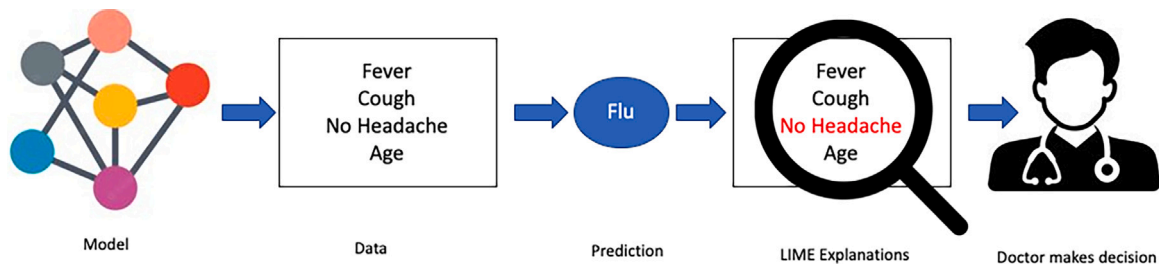 Fever
Cough
No Headache
Age
Flu
Fever
Cough
No Headache
Age
Model
Data
Prediction
LIME Explanations
Doctor makes decision